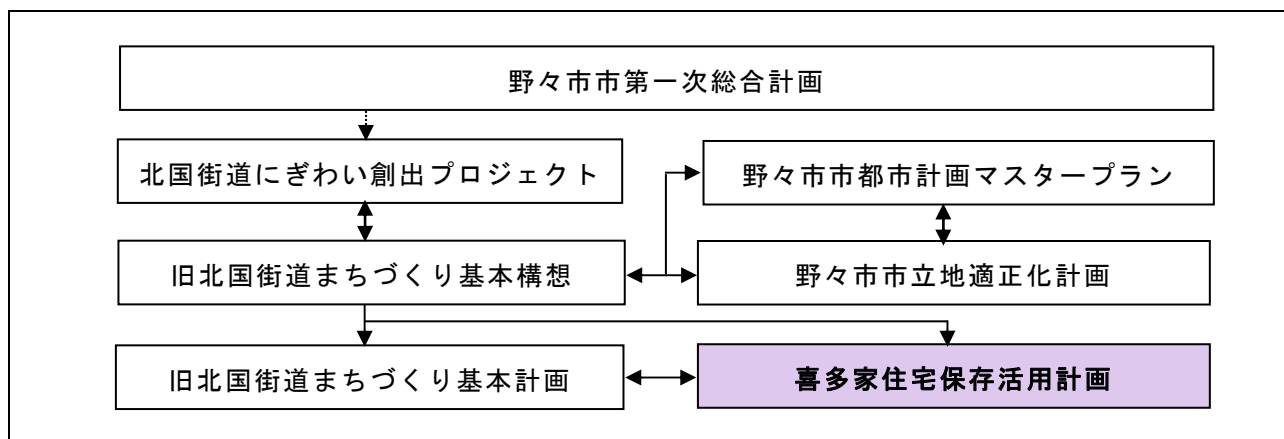 野々市市第一次総合計画
北国街道にぎわい創出プロジェクト
野々市市都市計画マスタープラン
旧北国街道まちづくり基本構想
野々市市立地適正化計画
旧北国街道まちづくり基本計画
喜多家住宅保存活用計画